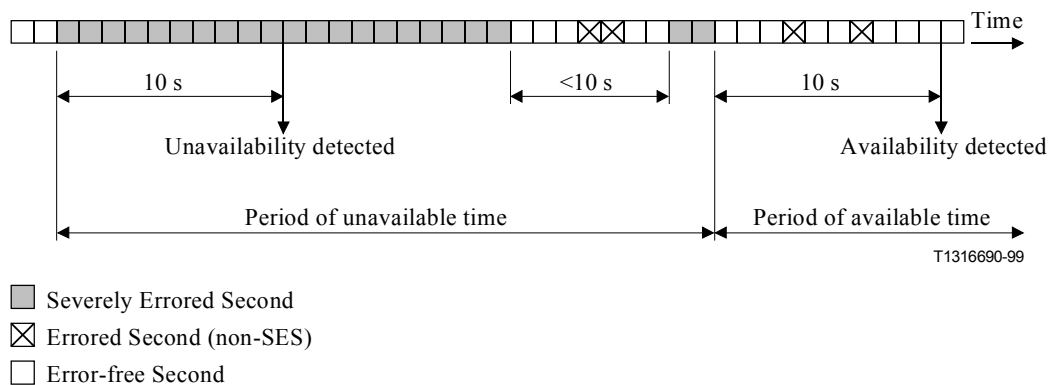 Time
10 s
<10 s
10 s
Unavailability detected
Availability detected
Period of unavailable time
Period of available time
T1316690-99
Severely Errored Second
Errored Second (non-SES)
Error-free Second